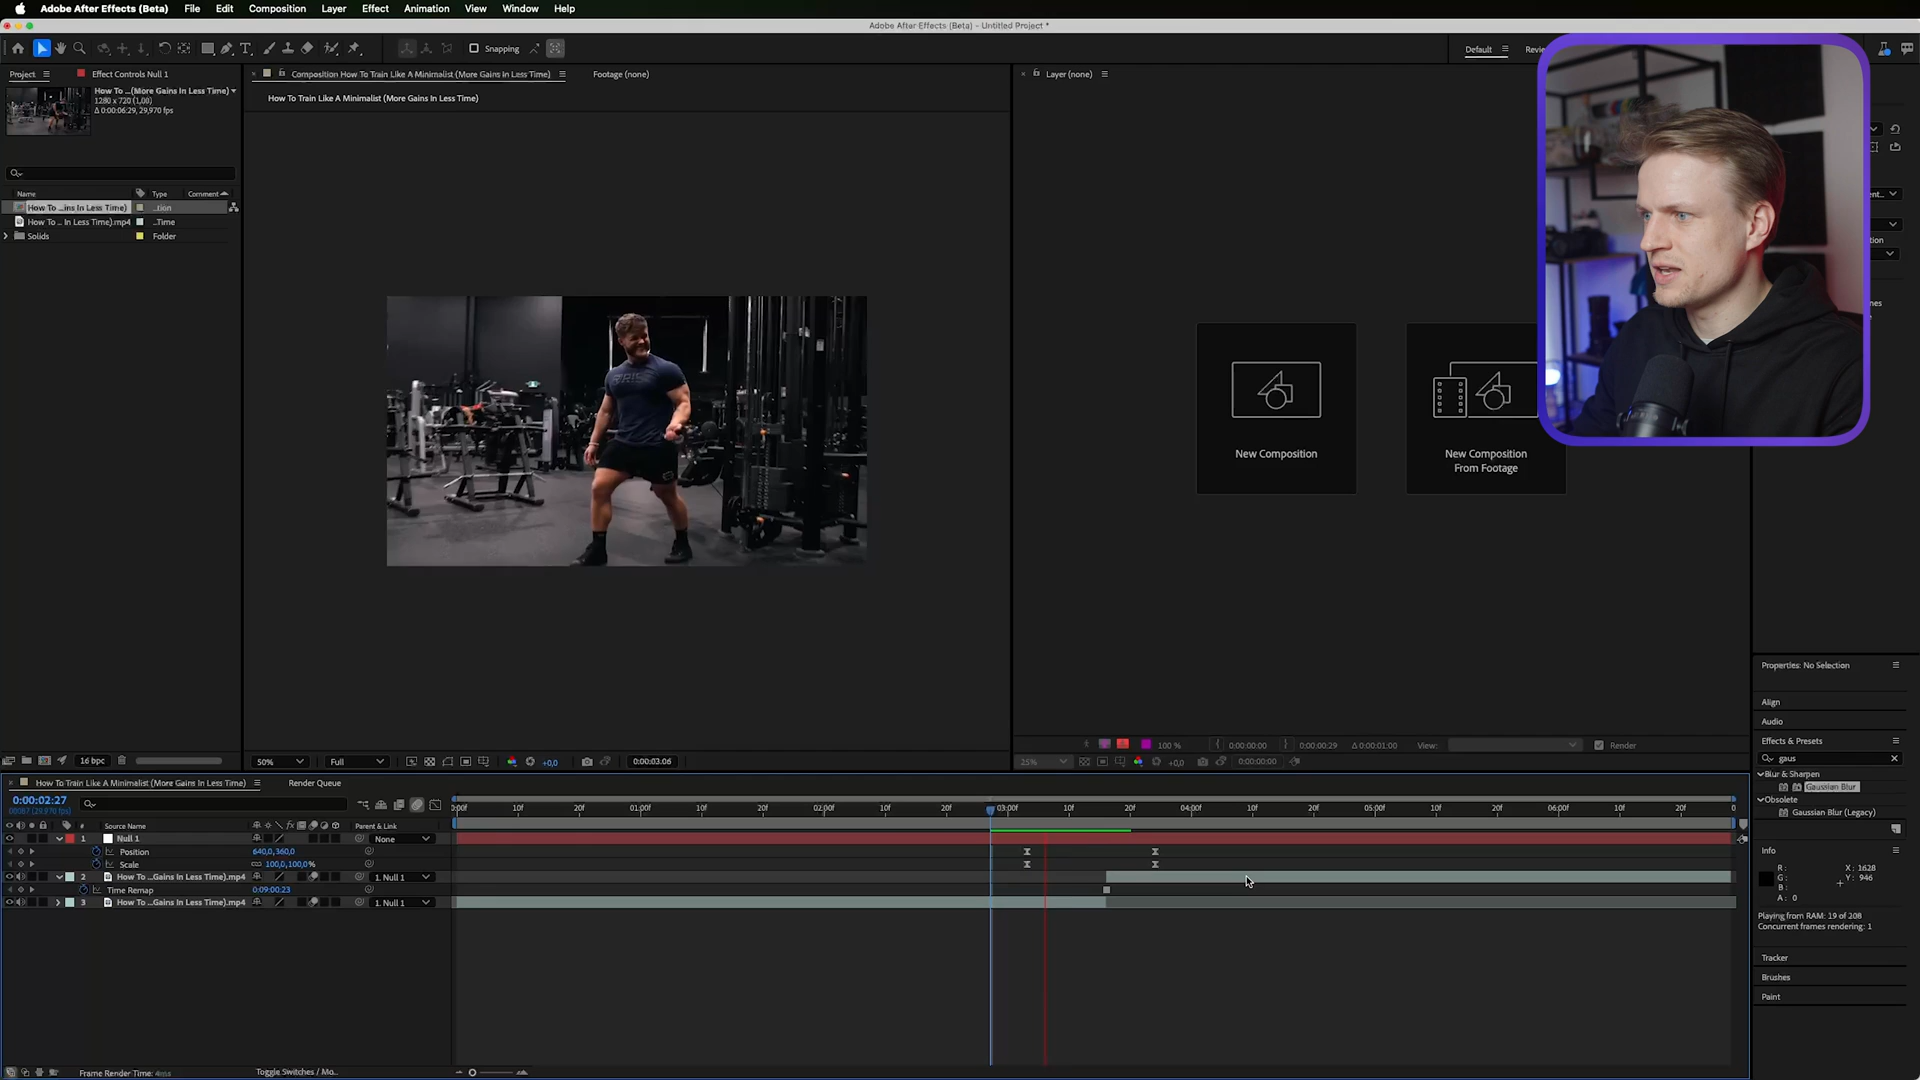 Adobe After Effects (Beta) File Edit Composition Layer Effect Animation View Window Help
Adobe After Effects (Beta) - Untitled Project *
Snapping
Default
Project
Effect Controls Null 1
Composition How To Train Like A Minimalist (More Gains In Less Time)
Footage (none)
Layer (none)
How To ...(More Gains In Less Time)
1280 x 720 (1,00)
Δ 0:00:06:29, 29,970 fps
How To Train Like A Minimalist (More Gains In Less Time)
Name Type Comment
How To ...ins In Less Time) ...tion
How To ... In Less Time).mp4 ...Time
Solids Folder
New Composition
New Composition
From Footage
Properties: No Selection
Align
Audio
Effects & Presets
gaus
Blur & Sharpen
Gaussian Blur
Obsolete
Gaussian Blur (Legacy)
Info
R:
G:
B:
A: 0
X: 1628
Y: 946
Playing from RAM: 19 of 208
Concurrent frames rendering: 1
Tracker
Brushes
Paint
100 % 0:00:00:00 0:00:00:29 Δ 0:00:01:00 View: Render
16 bpc
50% Full +0,0 0:00:03:06
25% +0,0 0:00:00:00
How To Train Like A Minimalist (More Gains In Less Time)
Render Queue
0:00:02:27
00087 (29,970 fps)
0:00f 10f 20f 01:00f 10f 20f 02:00f 10f 20f 03:00f 10f 20f 04:00f 10f 20f 05:00f 10f 20f 06:00f 10f 20f
# Source Name Parent & Link
1 Null 1 None
Position 640,0,360,0
Scale 100,0,100,0%
2 How To ...Gains In Less Time).mp4 1. Null 1
Time Remap 0:09:00:23
3 How To ...Gains In Less Time).mp4 1. Null 1
Frame Render Time: 4ms
Toggle Switches / Mo...